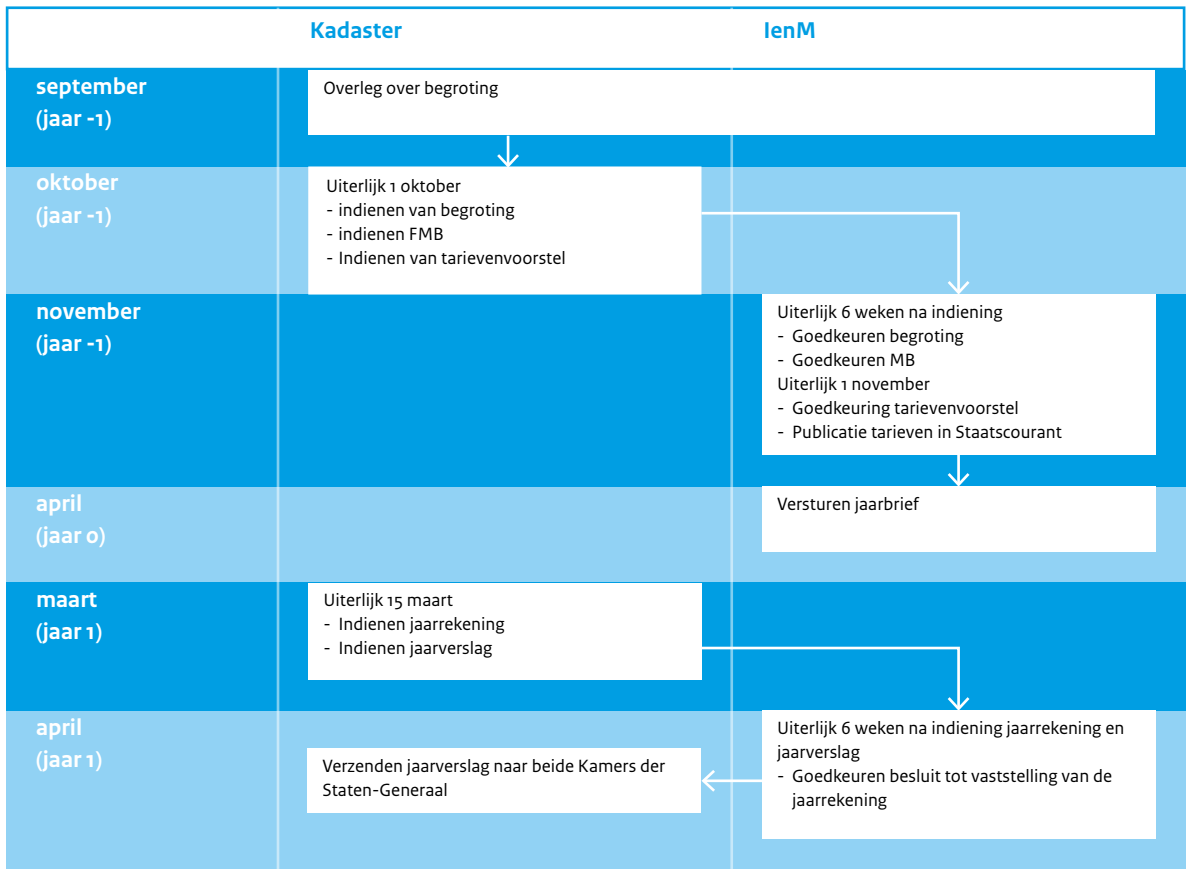 Kadaster
IenM
september
(jaar -1)
Overleg over begroting
oktober
(jaar -1)
Uiterlijk 1 oktober
- indienen van begroting
- indienen FMB
- Indienen van tarievenvoorstel
november
(jaar -1)
Uiterlijk 6 weken na indiening
- Goedkeuren begroting
- Goedkeuren MB
Uiterlijk 1 november
- Goedkeuring tarievenvoorstel
- Publicatie tarieven in Staatscourant
april
(jaar 0)
Versturen jaarbrief
maart
(jaar 1)
Uiterlijk 15 maart
- Indienen jaarrekening
- Indienen jaarverslag
april
(jaar 1)
Verzenden jaarverslag naar beide Kamers der
Staten-Generaal
Uiterlijk 6 weken na indiening jaarrekening en
jaarverslag
- Goedkeuren besluit tot vaststelling van de
jaarrekening